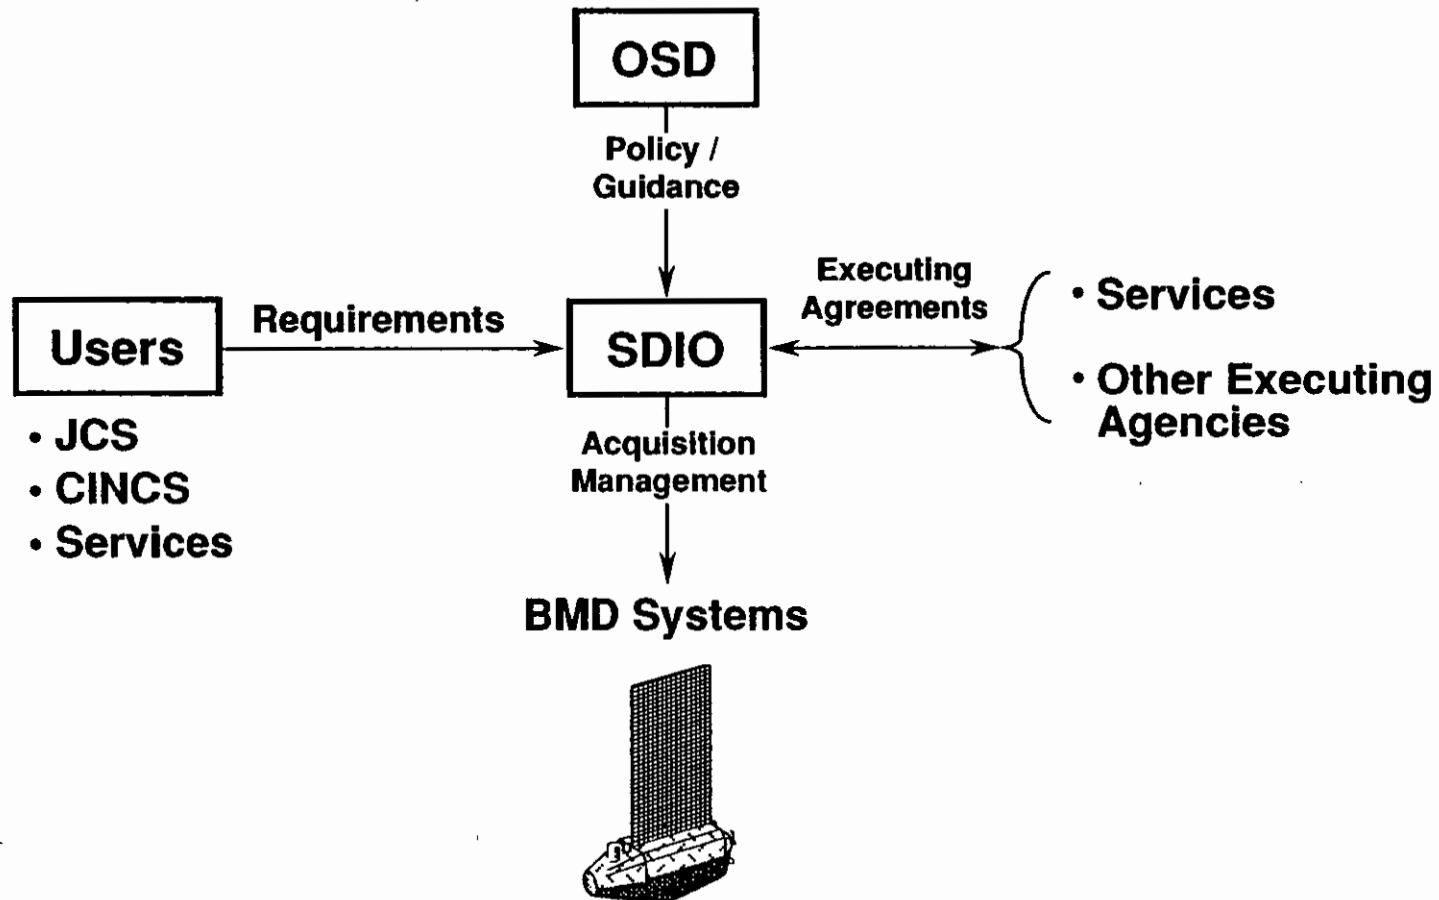 OSD
Policy /
Guidance
Executing
Agreements
• Services
Requirements
Users
SDIO
• Other Executing
Agencies
• JCS
• CINCS
• Services
Acquisition
Management
BMD Systems